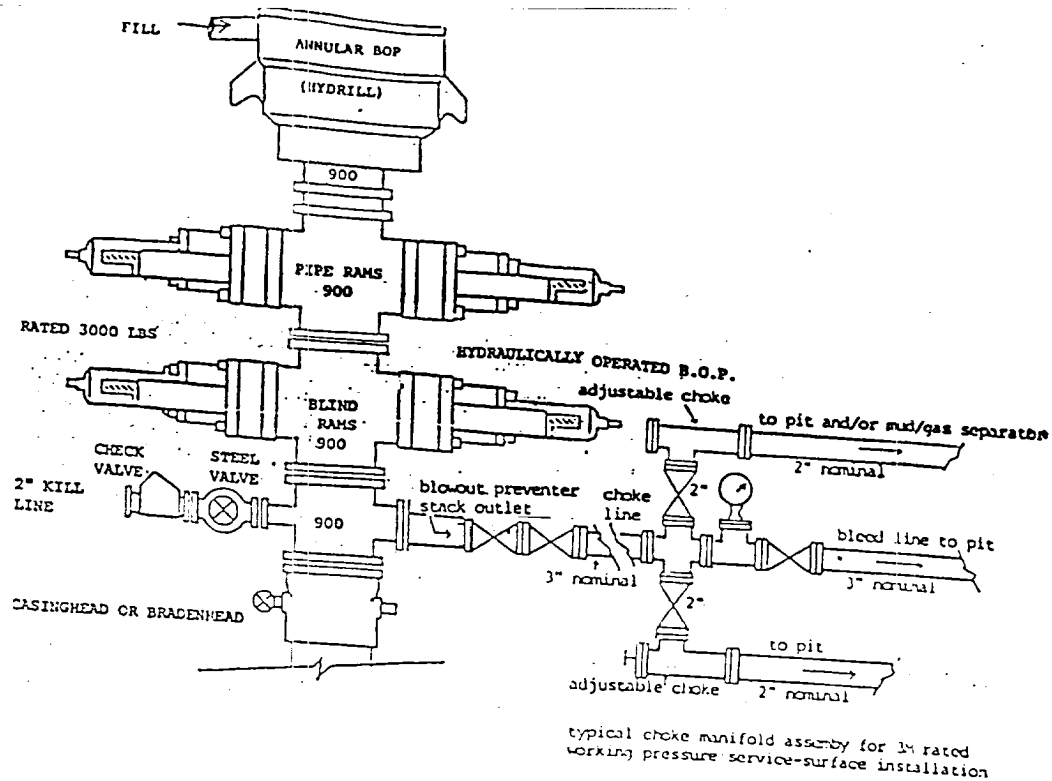 FILL
ANNULAR BOP
(HYDRILL)
900
PIPE RAMS
900
RATED 3000 LBS
HYDRAULICALLY OPERATED B.O.P.
adjustable choke
BLIND
RAMS
900
to pit and/or mud/gas separator
2" nominal
CHECK
VALVE
STEEL
VALVE
2" KILL
LINE
blowout preventer
stack outlet
choke
line
2"
900
bleed line to pit
3" nominal
3" nominal
CASINGHEAD OR BRADENHEAD
2"
to pit
adjustable choke
2" nominal
typical choke manifold assemby for 3M rated
working pressure service-surface installation